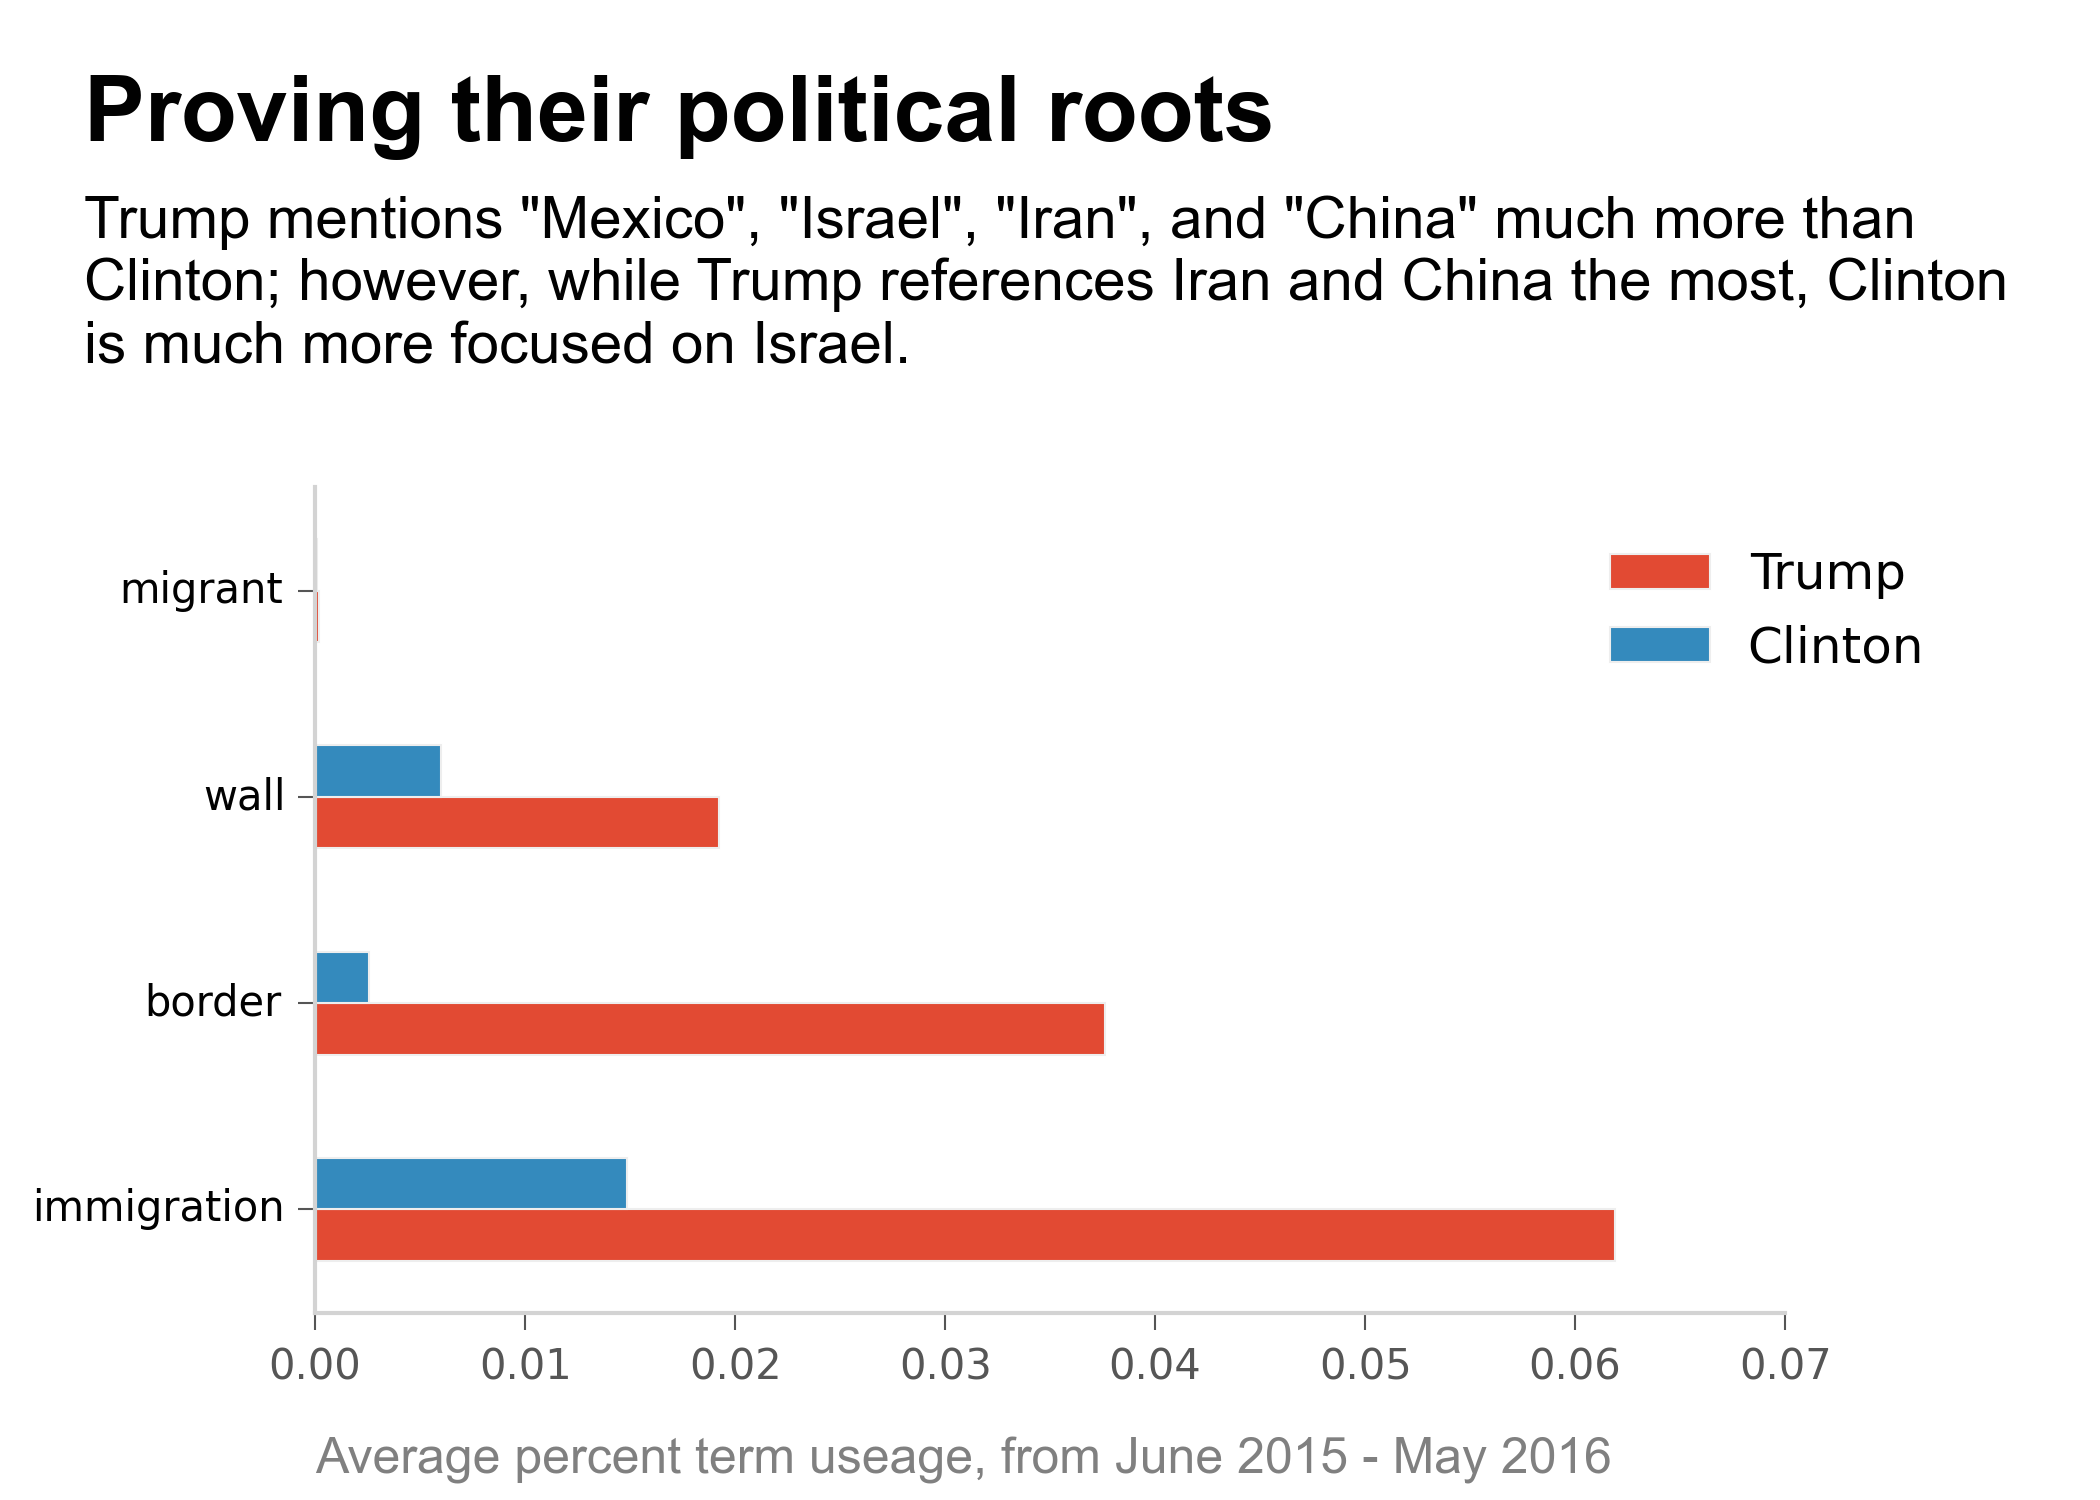 Proving their political roots
Trump mentions "Mexico", "Israel", "Iran", and "China" much more than
Clinton; however, while Trump references Iran and China the most, Clinton
is much more focused on Israel.
Trump
Clinton
migrant
wall
border
immigration
0.00 0.01 0.02 0.03 0.04 0.05 0.06 0.07
Average percent term useage, from June 2015 - May 2016